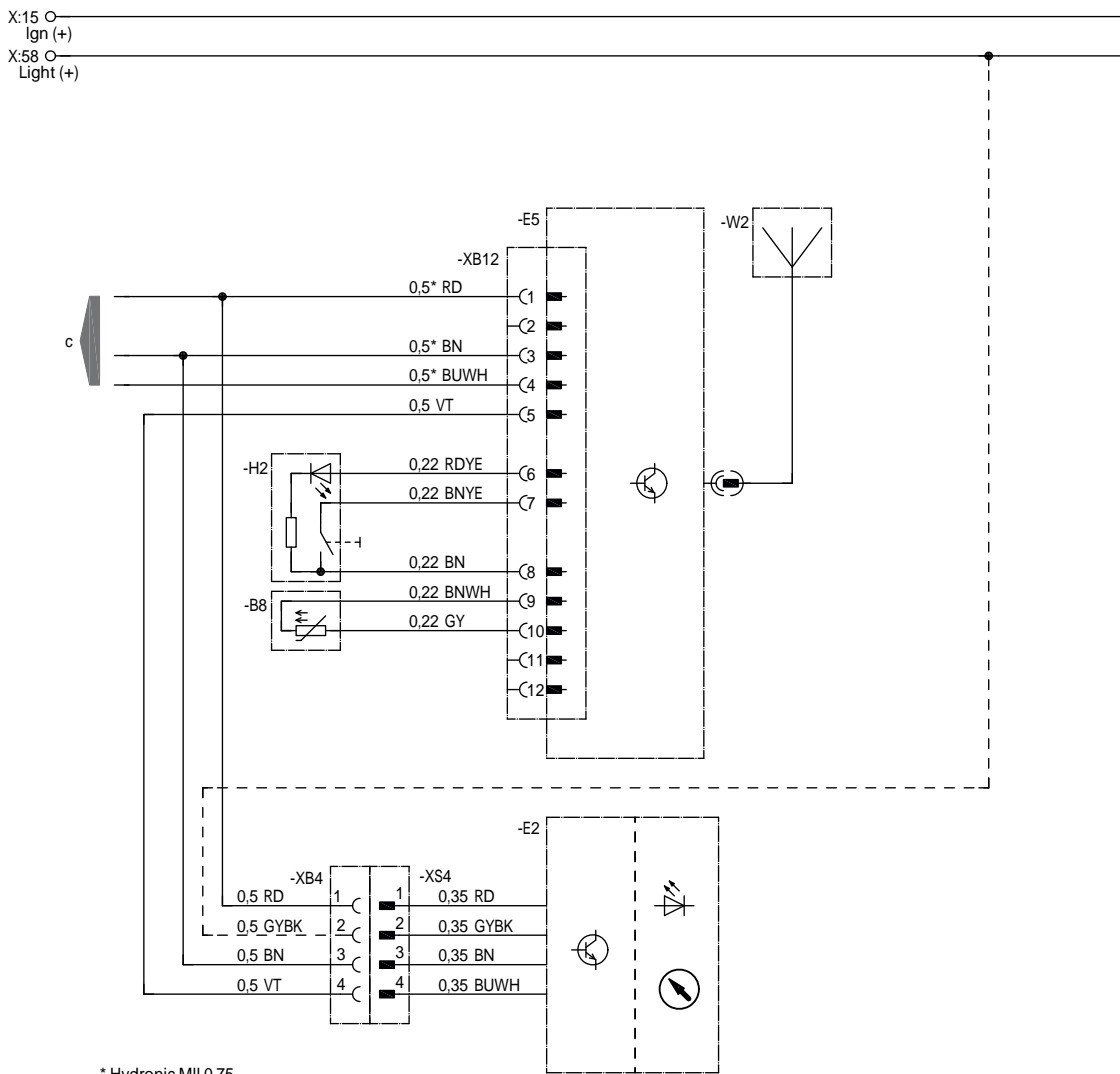 X:15
Ign (+)
X:58
Light (+)
-E5
-W2
-XB12
0,5* RD
1
2
c
0,5* BN
3
0,5* BUWH
4
0,5 VT
5
-H2
0,22 RDYE
6
0,22 BNYE
7
0,22 BN
8
-B8
0,22 BNWH
9
0,22 GY
10
11
12
-E2
-XB4
-XS4
0,5 RD
1
1
0,35 RD
0,5 GYBK
2
2
0,35 GYBK
0,5 BN
3
3
0,35 BN
0,5 VT
4
4
0,35 BUWH